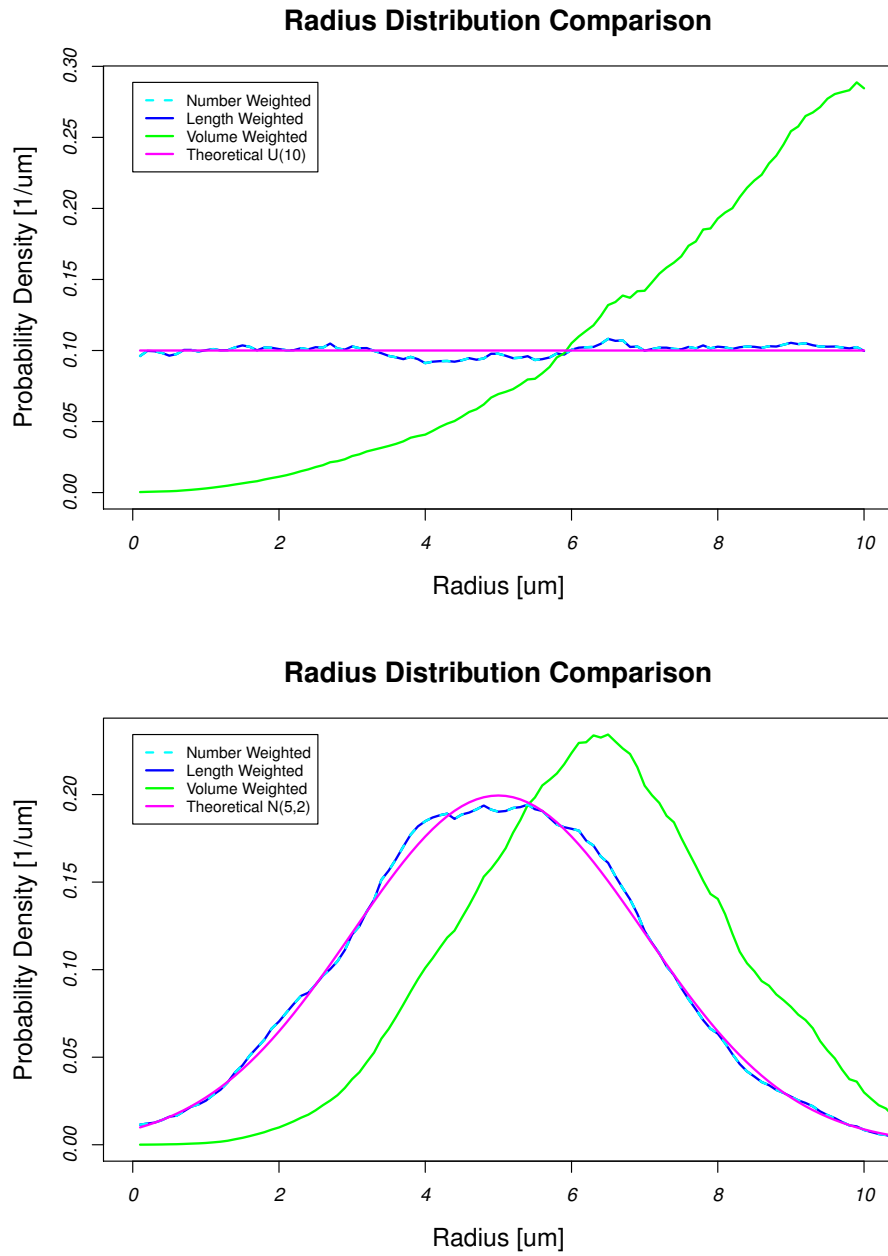 Radius Distribution Comparison
Probability Density [1/um]
0.30
0.25
0.20
0.15
0.10
0.05
0.00
Number Weighted
Length Weighted
Volume Weighted
Theoretical U(10)
0 2 4 6 8 10
Radius [um]
Radius Distribution Comparison
Probability Density [1/um]
0.20
0.15
0.10
0.05
0.00
Number Weighted
Length Weighted
Volume Weighted
Theoretical N(5,2)
0 2 4 6 8 10
Radius [um]